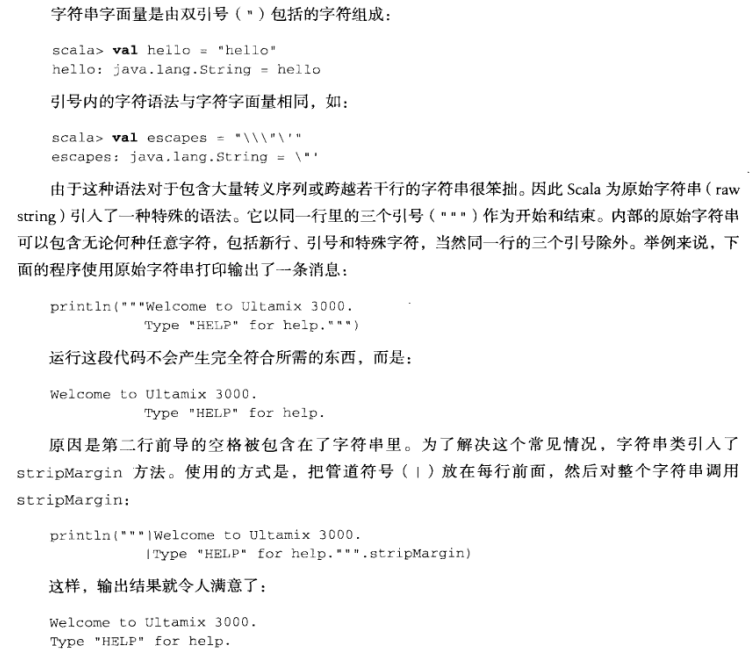 字符串字面量是由双引号（"）包括的字符组成：
scala> val hello = "hello"
hello: java.lang.String = hello
引号内的字符语法与字符字面量相同，如：
scala> val escapes = "\\\"\'"
escapes: java.lang.String = \"'
由于这种语法对于包含大量转义序列或跨越若干行的字符串很笨拙。因此 Scala 为原始字符串（raw
string）引入了一种特殊的语法。它以同一行里的三个引号（"""）作为开始和结束。内部的原始字符串
可以包含无论何种任意字符，包括新行、引号和特殊字符，当然同一行的三个引号除外。举例来说，下
面的程序使用原始字符串打印输出了一条消息：
println("""Welcome to Ultamix 3000.
Type "HELP" for help.""")
运行这段代码不会产生完全符合所需的东西，而是：
Welcome to Ultamix 3000.
Type "HELP" for help.
原因是第二行前导的空格被包含在了字符串里。为了解决这个常见情况，字符串类引入了
stripMargin 方法。使用的方式是，把管道符号（|）放在每行前面，然后对整个字符串调用
stripMargin：
println("""|Welcome to Ultamix 3000.
|Type "HELP" for help.""".stripMargin)
这样，输出结果就令人满意了：
Welcome to Ultamix 3000.
Type "HELP" for help.